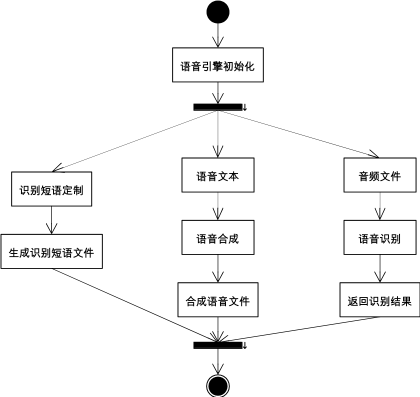 语音引擎初始化
识别短语定制
语音文本
音频文件
生成识别短语文件
语音合成
语音识别
合成语音文件
返回识别结果